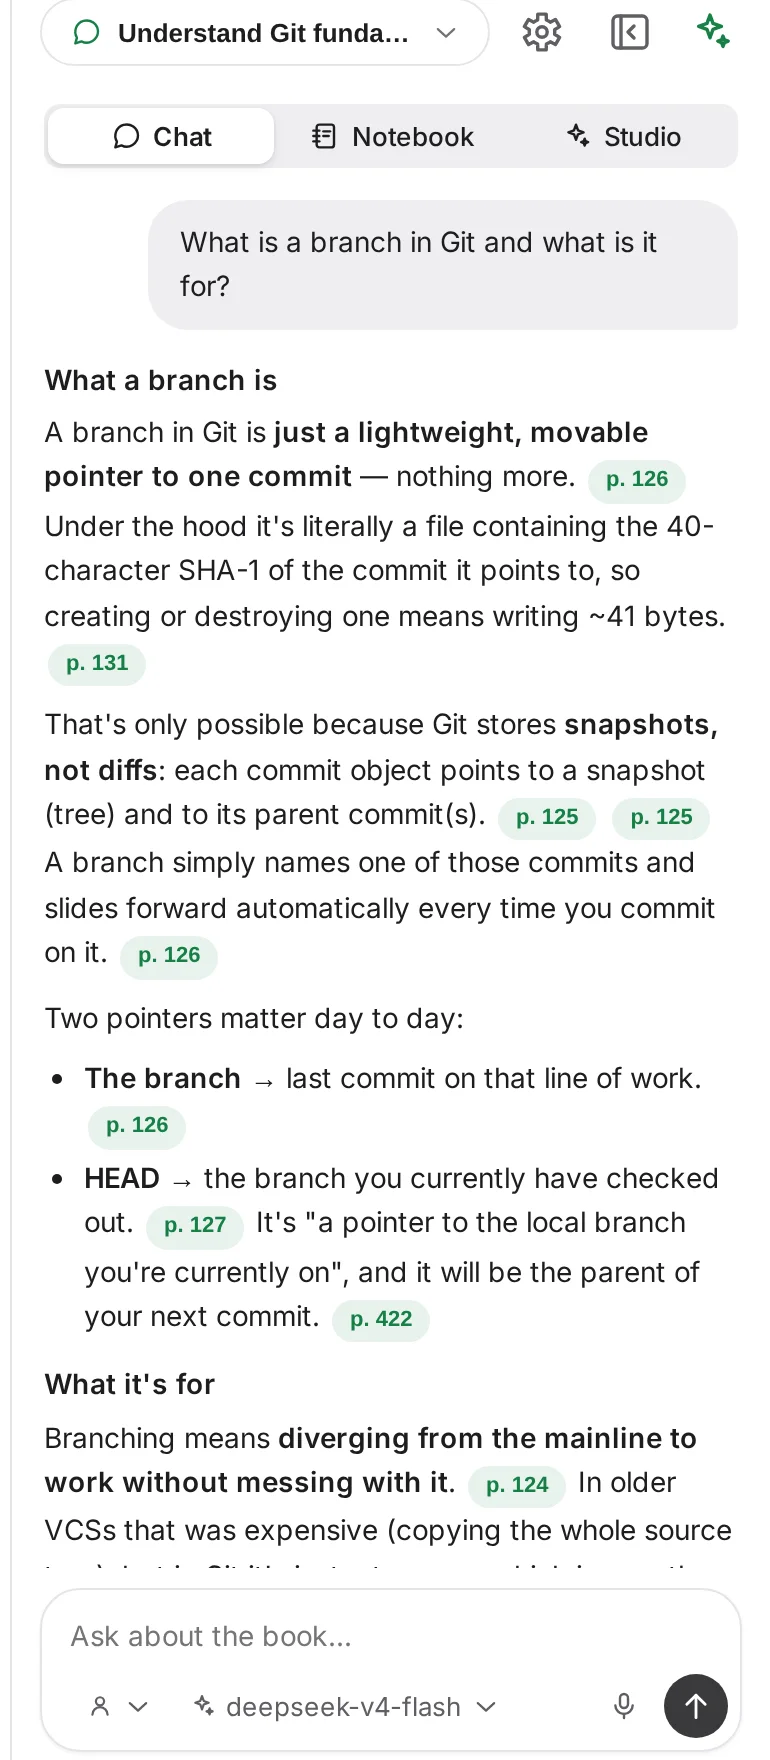 Understand Git funda...
Chat
Notebook
Studio
What is a branch in Git and what is it
for?
What a branch is
A branch in Git is just a lightweight, movable
pointer to one commit — nothing more. p. 126
Under the hood it's literally a file containing the 40-
character SHA-1 of the commit it points to, so
creating or destroying one means writing ~41 bytes.
p. 131
That's only possible because Git stores snapshots,
not diffs: each commit object points to a snapshot
(tree) and to its parent commit(s). p. 125 p. 125
A branch simply names one of those commits and
slides forward automatically every time you commit
on it. p. 126
Two pointers matter day to day:
• The branch → last commit on that line of work.
p. 126
• HEAD → the branch you currently have checked
out. p. 127 It's "a pointer to the local branch
you're currently on", and it will be the parent of
your next commit. p. 422
What it's for
Branching means diverging from the mainline to
work without messing with it. p. 124 In older
VCSs that was expensive (copying the whole source
Ask about the book...
deepseek-v4-flash